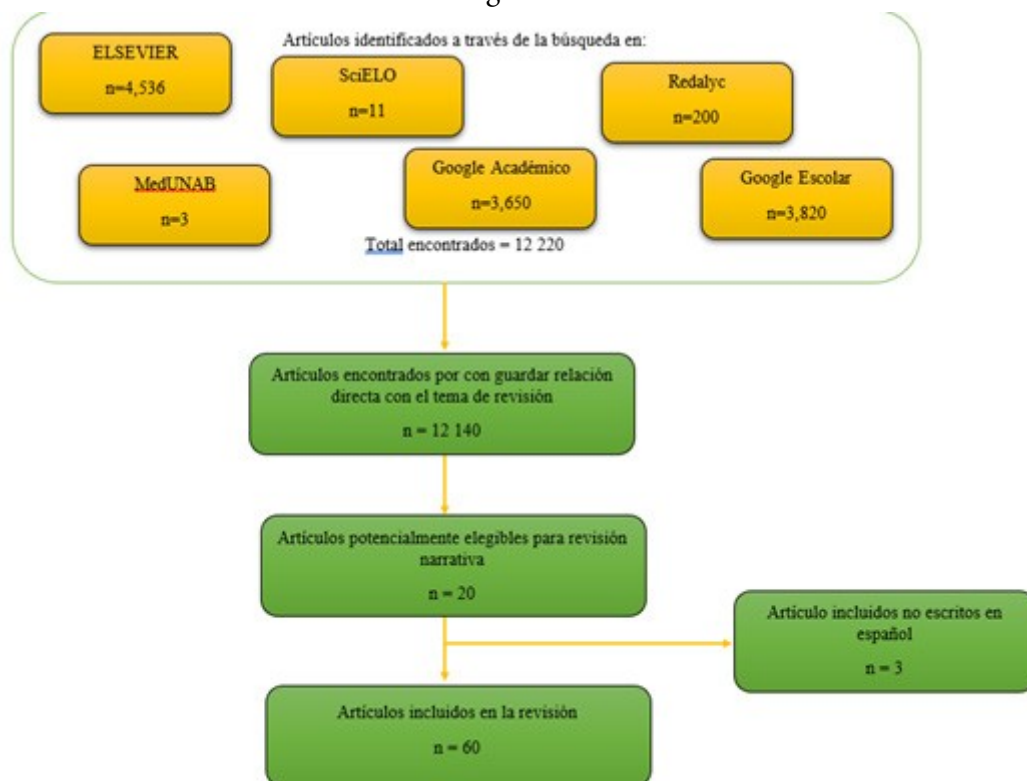 Artículos identificados a través de la búsqueda en:
ELSEVIER
n=4,536
SciELO
n=11
Redalyc
n=200
MedUNAB
n=3
Google Académico
n=3,650
Google Escolar
n=3,820
Total encontrados = 12 220
Artículos encontrados por con guardar relación
directa con el tema de revisión
n = 12 140
Artículos potencialmente elegibles para revisión
narrativa
n = 20
Artículo incluidos no escritos en
español
n = 3
Artículos incluidos en la revisión
n = 60